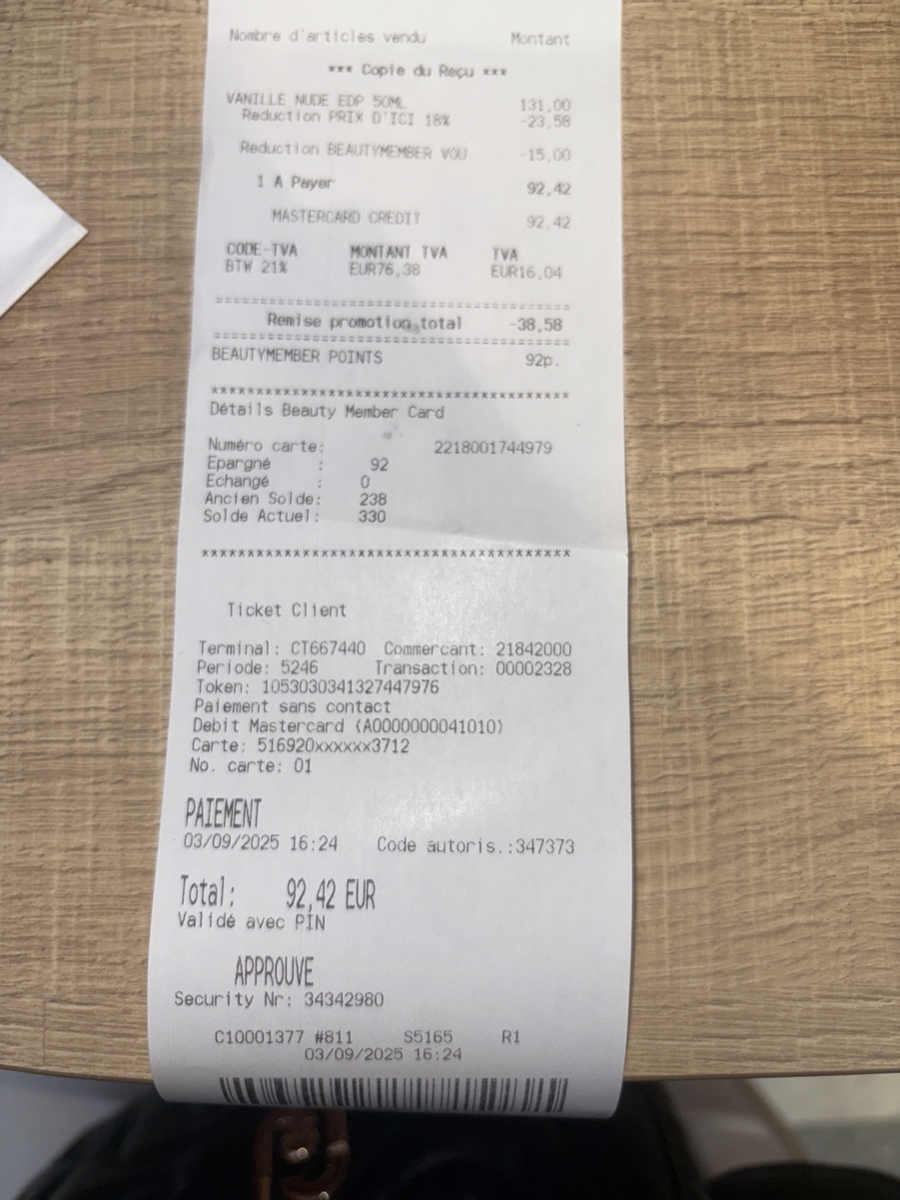 Nombre d'articles vendu Montant
*** Copie du Reçu ***
VANILLE NUDE EDP 50ML 131,00
Reduction PRIX D'ICI 18% -23,58
Reduction BEAUTYMEMBER VOU -15,00
1 A Payer 92,42
MASTERCARD CREDIT 92,42
CODE-TVA MONTANT TVA TVA
BTW 21% EUR76,38 EUR16,04
========================================
Remise promotion total -38,58
========================================
BEAUTYMEMBER POINTS 92p.
****************************************
Détails Beauty Member Card
Numéro carte: 2218001744979
Epargné : 92
Echangé : 0
Ancien Solde: 238
Solde Actuel: 330
****************************************
Ticket Client
Terminal: CT667440 Commercant: 21842000
Periode: 5246 Transaction: 00002328
Token: 1053030341327447976
Paiement sans contact
Debit Mastercard (A0000000041010)
Carte: 516920xxxxxx3712
No. carte: 01
PAIEMENT
03/09/2025 16:24 Code autoris.:347373
Total: 92,42 EUR
Validé avec PIN
APPROUVE
Security Nr: 34342980
C10001377 #811 S5165 R1
03/09/2025 16:24